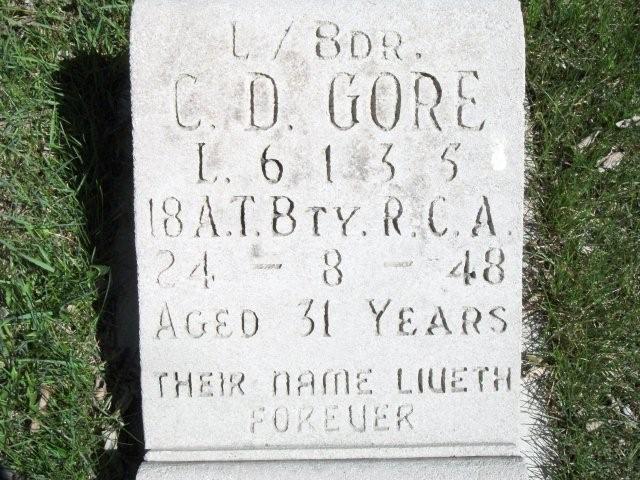 L/BDR.
C. D. GORE
L. 6135
18 A.T. BTY. R.C.A.
24 - 8 - 48
AGED 31 YEARS
THEIR NAME LIVETH
FOREVER